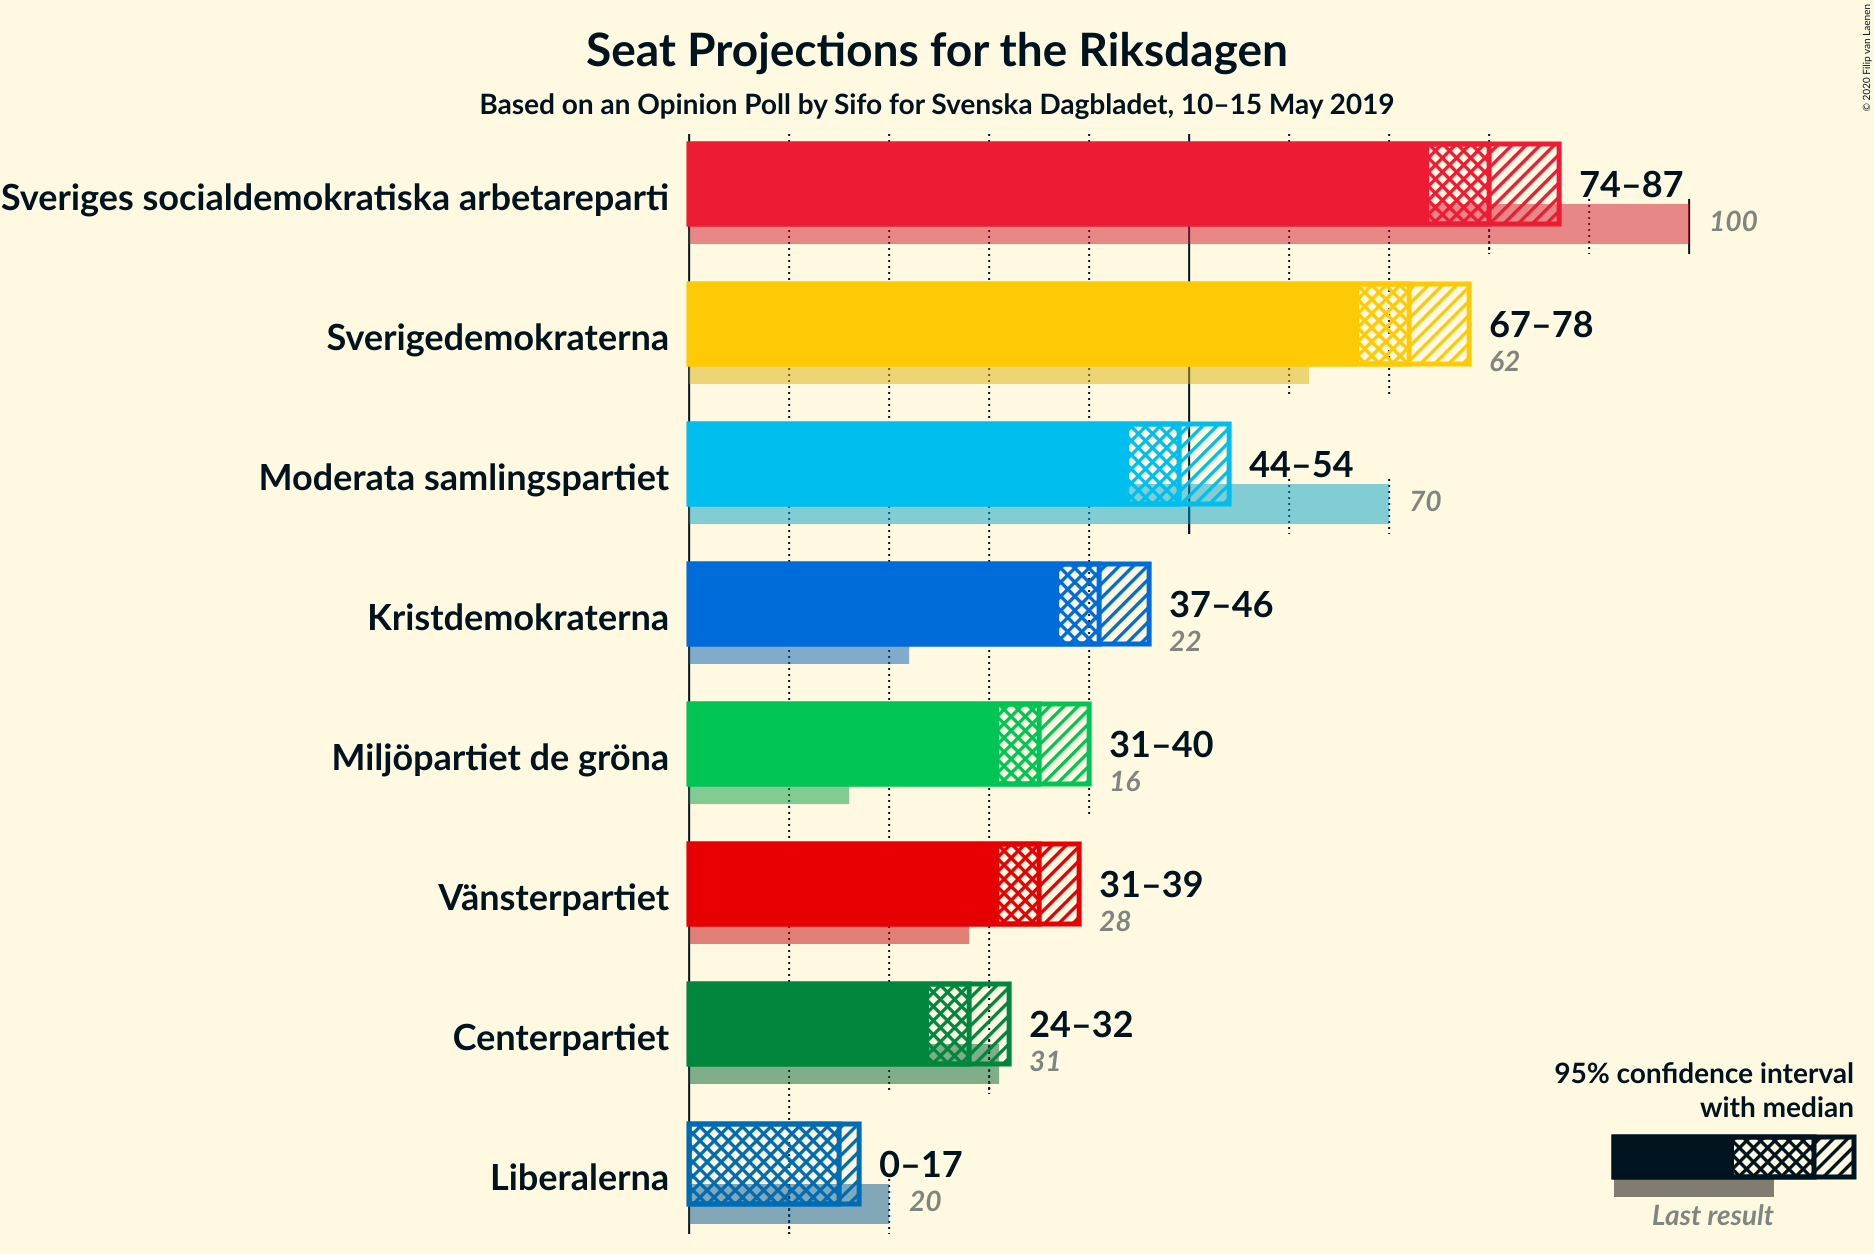 Seat Projections for the Riksdagen
Based on an Opinion Poll by Sifo for Svenska Dagbladet, 10–15 May 2019
© 2020 Filip van Laenen
Sveriges socialdemokratiska arbetareparti
74–87
100
Sverigedemokraterna
67–78
62
Moderata samlingspartiet
44–54
70
Kristdemokraterna
37–46
22
Miljöpartiet de gröna
31–40
16
Vänsterpartiet
31–39
28
Centerpartiet
24–32
31
Liberalerna
0–17
20
95% confidence interval
with median
Last result